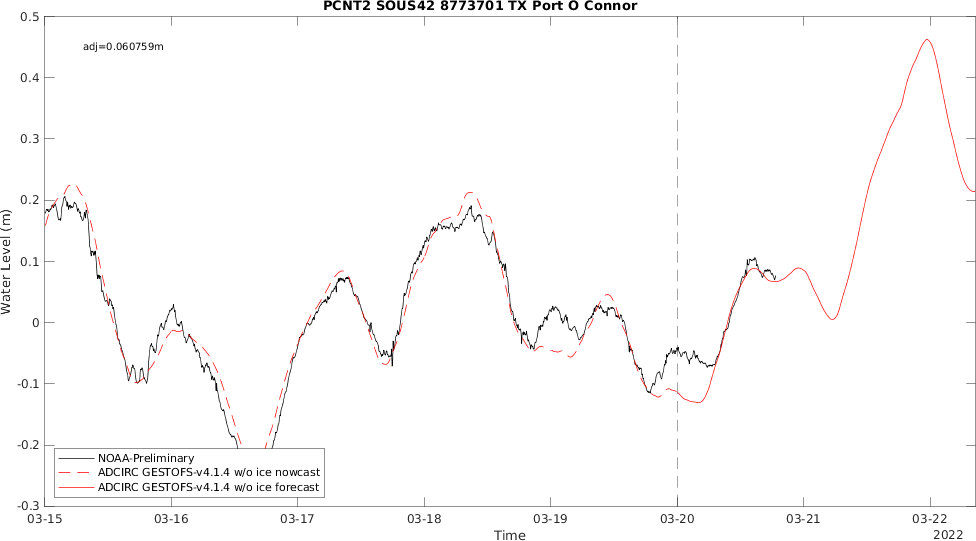 PCNT2 SOUS42 8773701 TX Port O Connor
adj=0.060759m
0.5
0.4
0.3
0.2
0.1
0
-0.1
-0.2
-0.3
Water Level (m)
NOAA-Preliminary
ADCIRC GESTOFS-v4.1.4 w/o ice nowcast
ADCIRC GESTOFS-v4.1.4 w/o ice forecast
03-15 03-16 03-17 03-18 03-19 03-20 03-21 03-22
Time
2022